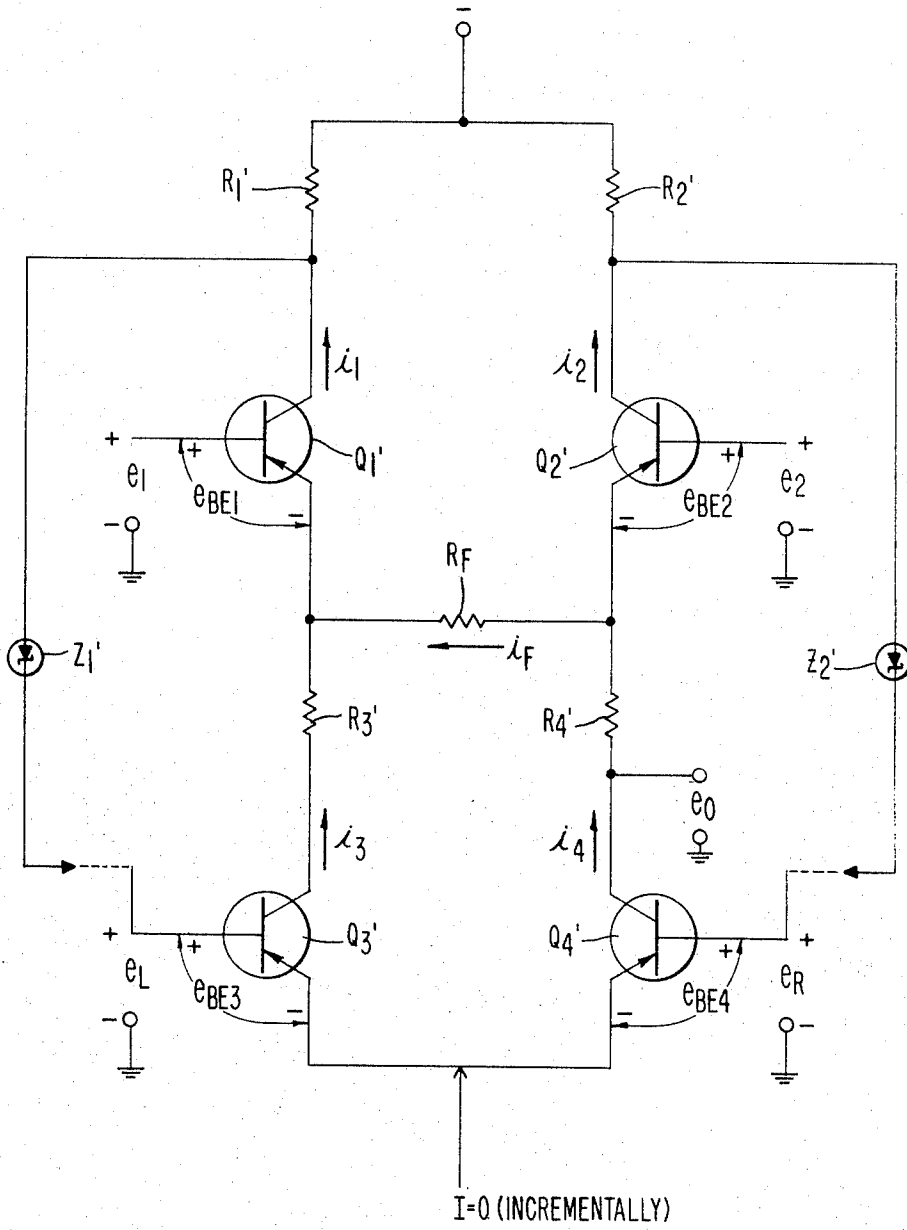 -
R1' R2'
i1 i2
+ + Q1' Q2' + +
e1 eBE1 eBE2 e2
- - - -
RF
Z1' iF Z2'
R3' R4'
eO
i3 i4
+ + Q3' Q4' + +
eL eBE3 eBE4 eR
- - - -
I=0 (INCREMENTALLY)